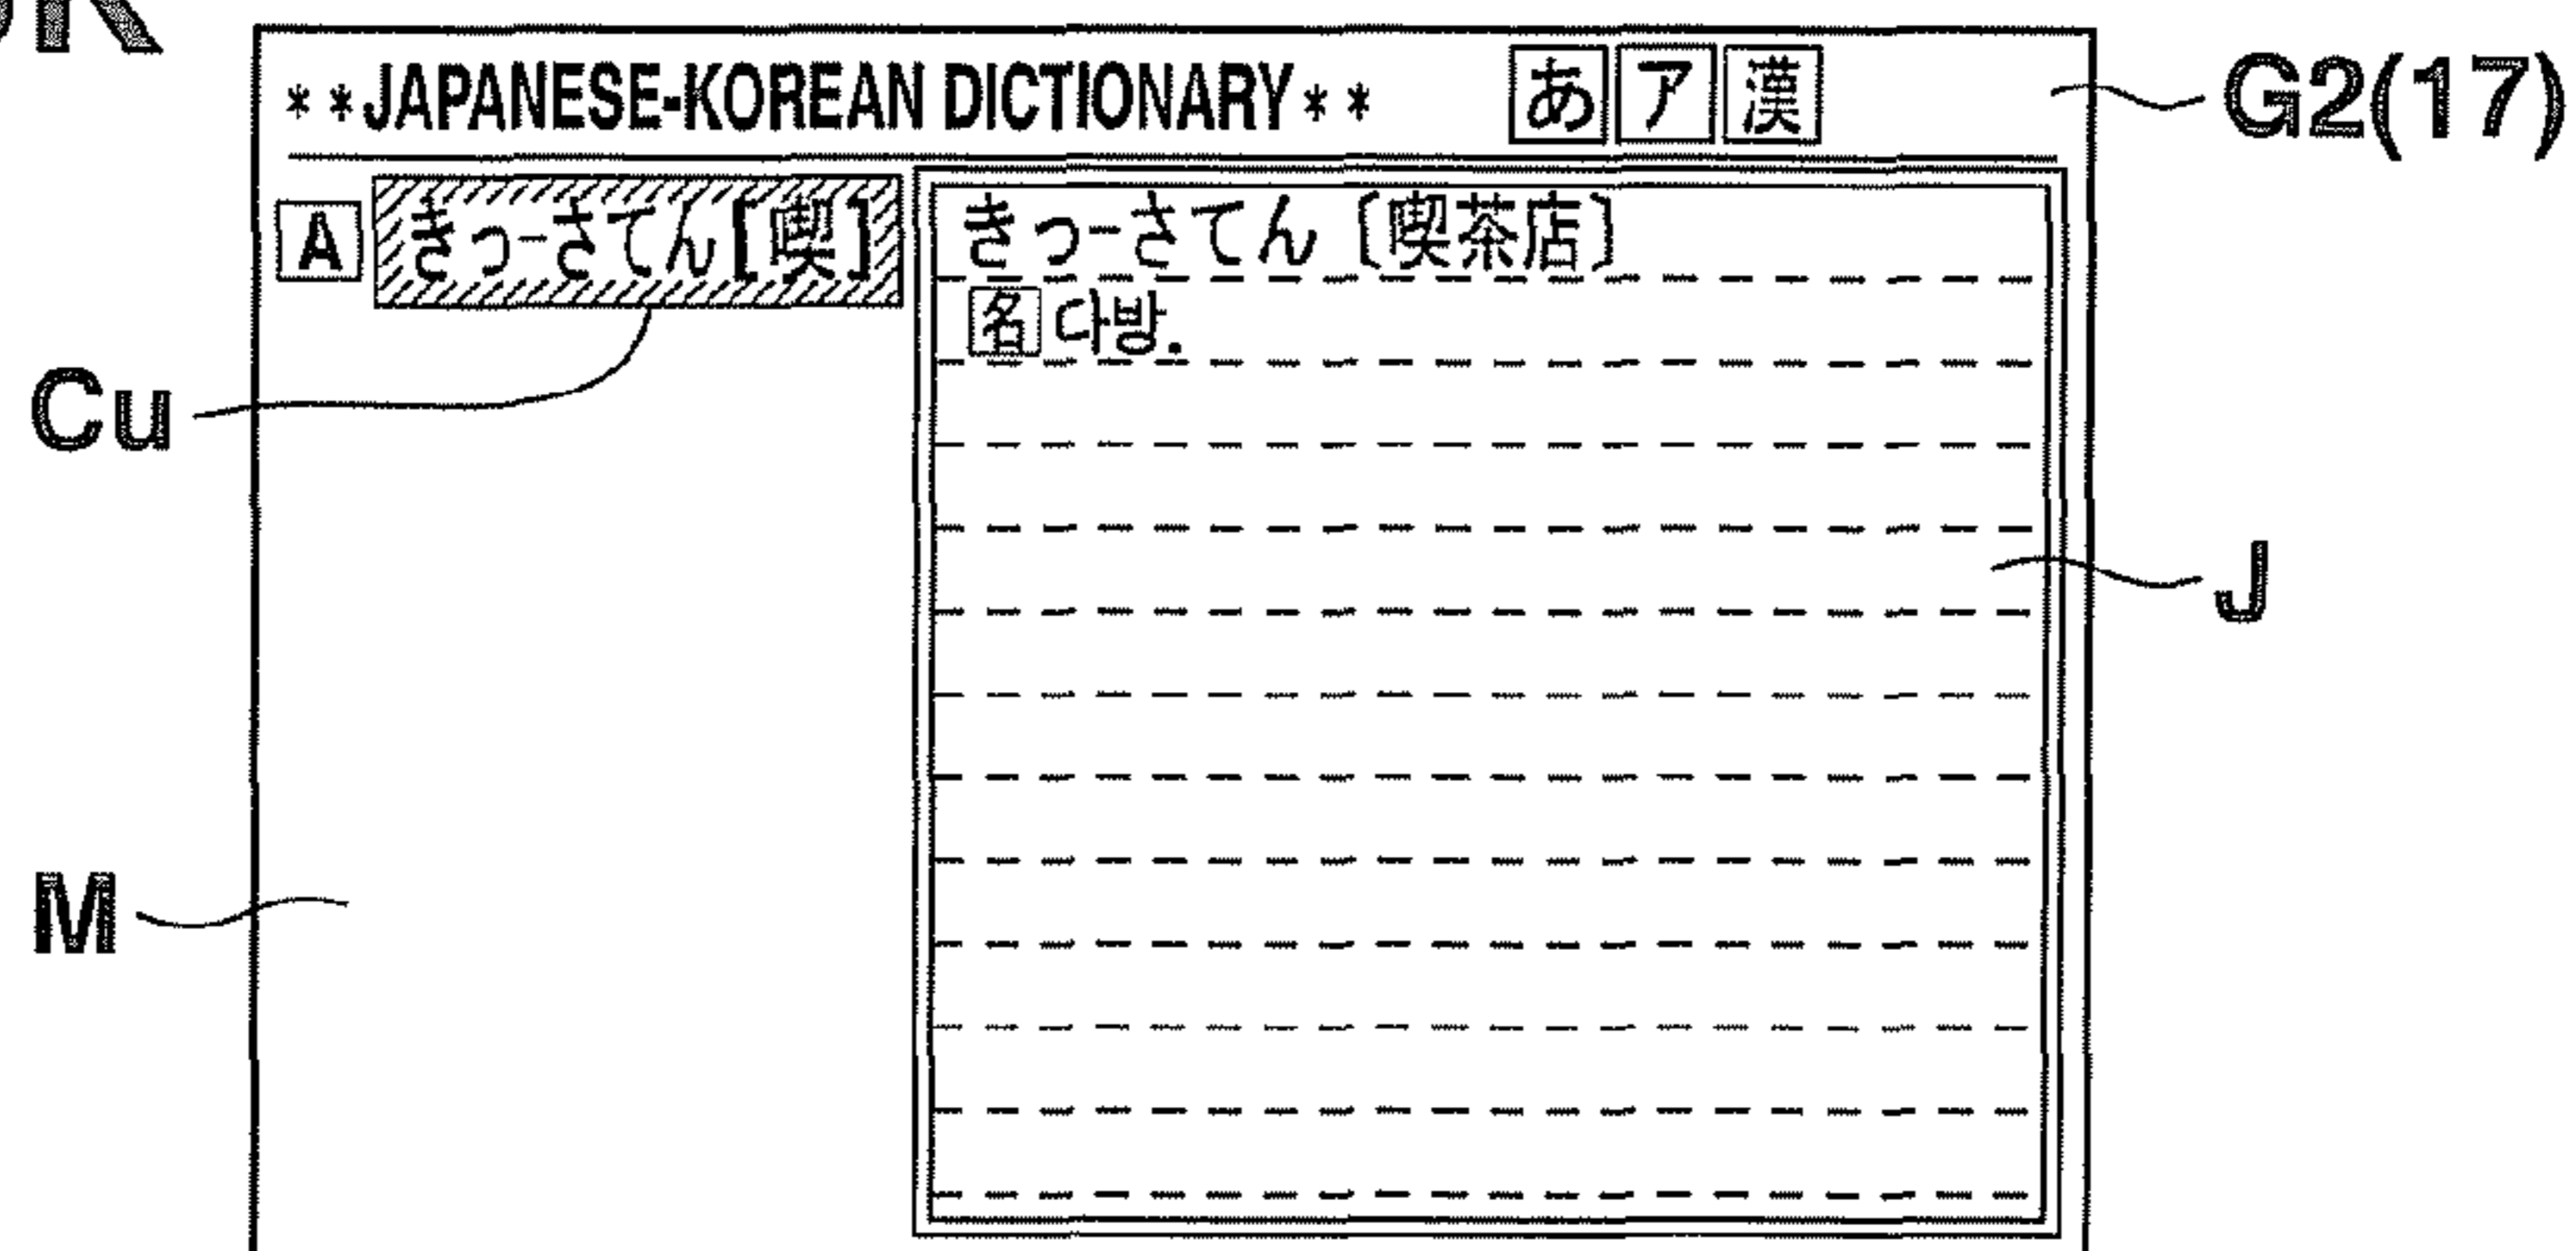 **JAPANESE-KOREAN DICTIONARY** あ ア 漢
G2(17)
A きっ-さてん[喫]
きっ-さてん〔喫茶店〕
名 다방.
Cu
J
M